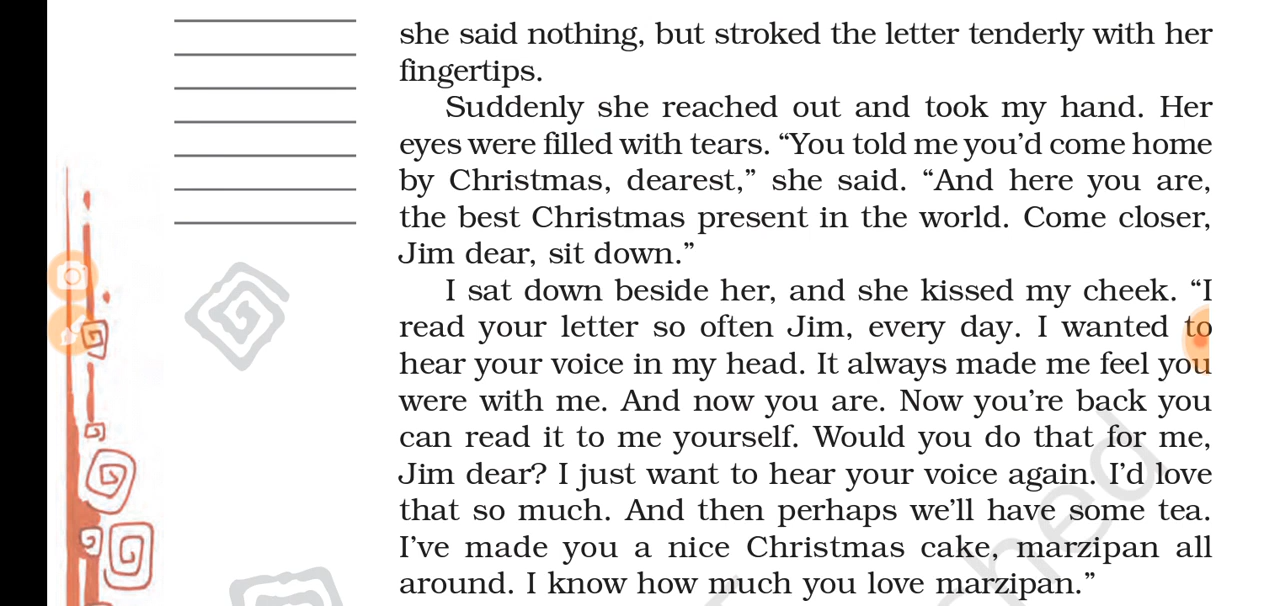 she said nothing, but stroked the letter tenderly with her
fingertips.
Suddenly she reached out and took my hand. Her
eyes were filled with tears. “You told me you’d come home
by Christmas, dearest,” she said. “And here you are,
the best Christmas present in the world. Come closer,
Jim dear, sit down.”
I sat down beside her, and she kissed my cheek. “I
read your letter so often Jim, every day. I wanted to
hear your voice in my head. It always made me feel you
were with me. And now you are. Now you’re back you
can read it to me yourself. Would you do that for me,
Jim dear? I just want to hear your voice again. I’d love
that so much. And then perhaps we’ll have some tea.
I’ve made you a nice Christmas cake, marzipan all
around. I know how much you love marzipan.”